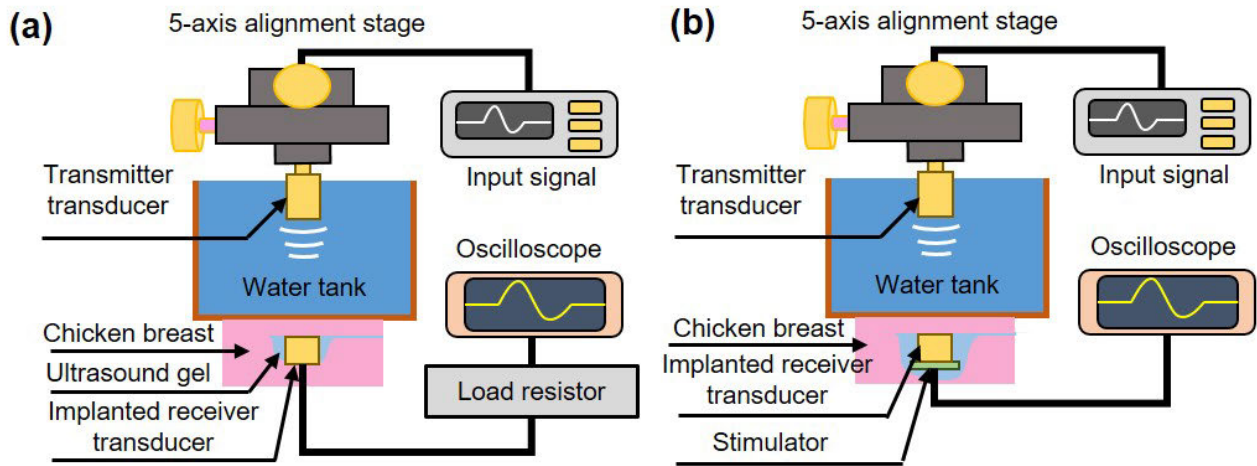 (a)
5-axis alignment stage
Transmitter
transducer
Input signal
Oscilloscope
Water tank
Chicken breast
Ultrasound gel
Implanted receiver
transducer
Load resistor
(b)
5-axis alignment stage
Transmitter
transducer
Input signal
Oscilloscope
Water tank
Chicken breast
Implanted receiver
transducer
Stimulator